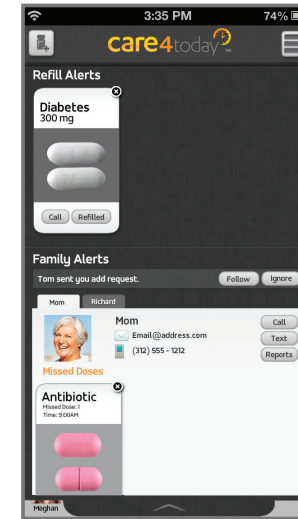 3:35 PM
74%
care4today™
Refill Alerts
Diabetes
300 mg
Call Refilled
Family Alerts
Tom sent you add request.
Follow Ignore
Mom Richard
Mom
Email@address.com
(312) 555 - 1212
Call
Text
Reports
Missed Doses
Antibiotic
Missed Dose: 1
Time: 9:00AM
Meghan